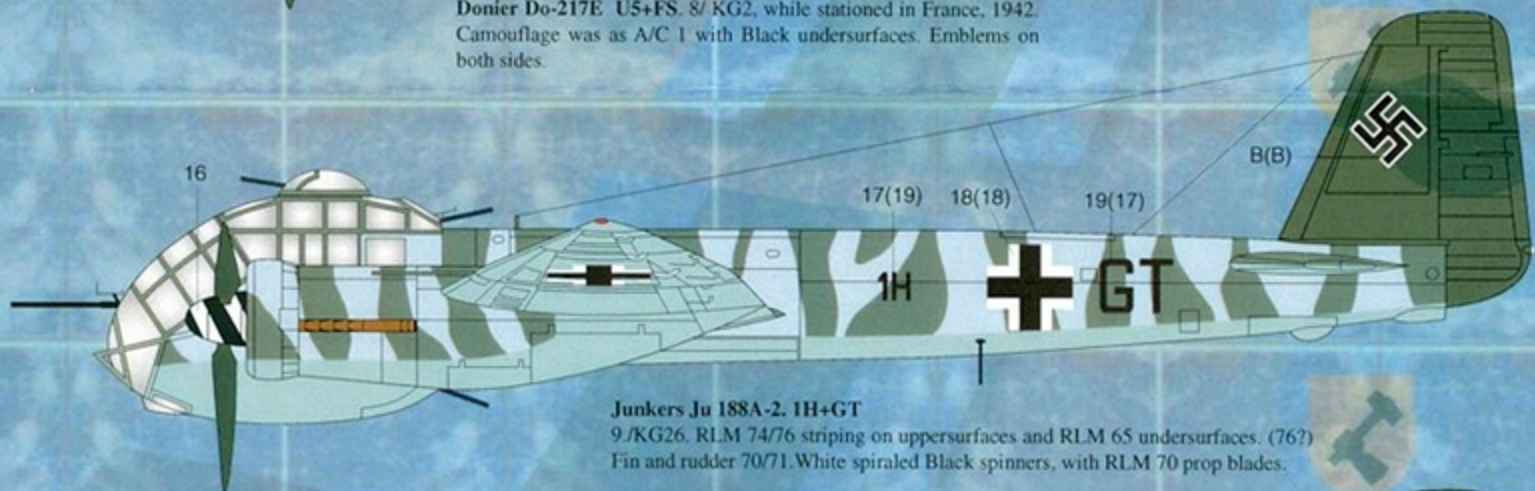 Donier Do-217E U5+FS. 8/ KG2, while stationed in France, 1942.
Camouflage was as A/C 1 with Black undersurfaces. Emblems on
both sides.
16
17(19)
18(18)
19(17)
B(B)
1H
GT
Junkers Ju 188A-2. 1H+GT
9./KG26. RLM 74/76 striping on uppersurfaces and RLM 65 undersurfaces. (76?)
Fin and rudder 70/71.White spiraled Black spinners, with RLM 70 prop blades.